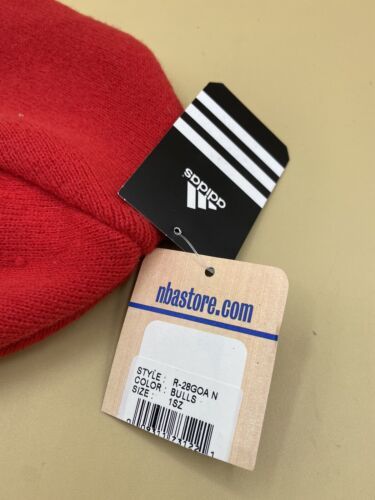 adidas
nbastore.com
STYLE : R-28GOA N
COLOR : BULLS
SIZE : 1SZ